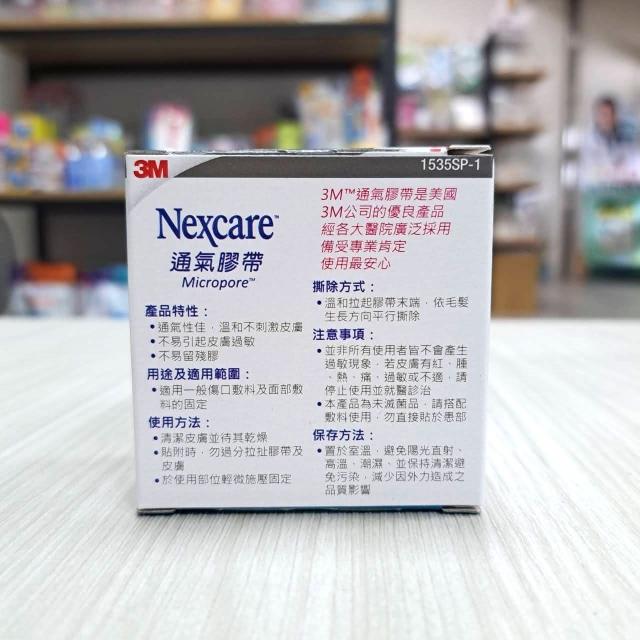 3M
1535SP-1
Nexcare™
通氣膠帶
Micropore™
3M™通氣膠帶是美國
3M公司的優良產品
經各大醫院廣泛採用
備受專業肯定
使用最安心
產品特性：
•通氣性佳，溫和不刺激皮膚
•不易引起皮膚過敏
•不易留殘膠
用途及適用範圍：
•適用一般傷口敷料及面部敷
料的固定
使用方法：
•清潔皮膚並待其乾燥
•貼附時，勿過分拉扯膠帶及
皮膚
•於使用部位輕微施壓固定
撕除方式：
•溫和拉起膠帶末端，依毛髮
生長方向平行撕除
注意事項：
•並非所有使用者皆不會產生
過敏現象，若皮膚有紅、腫
、熱、痛、過敏或不適，請
停止使用並就醫診治
•本產品為未滅菌品，請搭配
敷料使用，勿直接貼於患部
保存方法：
•置於室溫，避免陽光直射、
高溫、潮濕、並保持清潔避
免污染，減少因外力造成之
品質影響